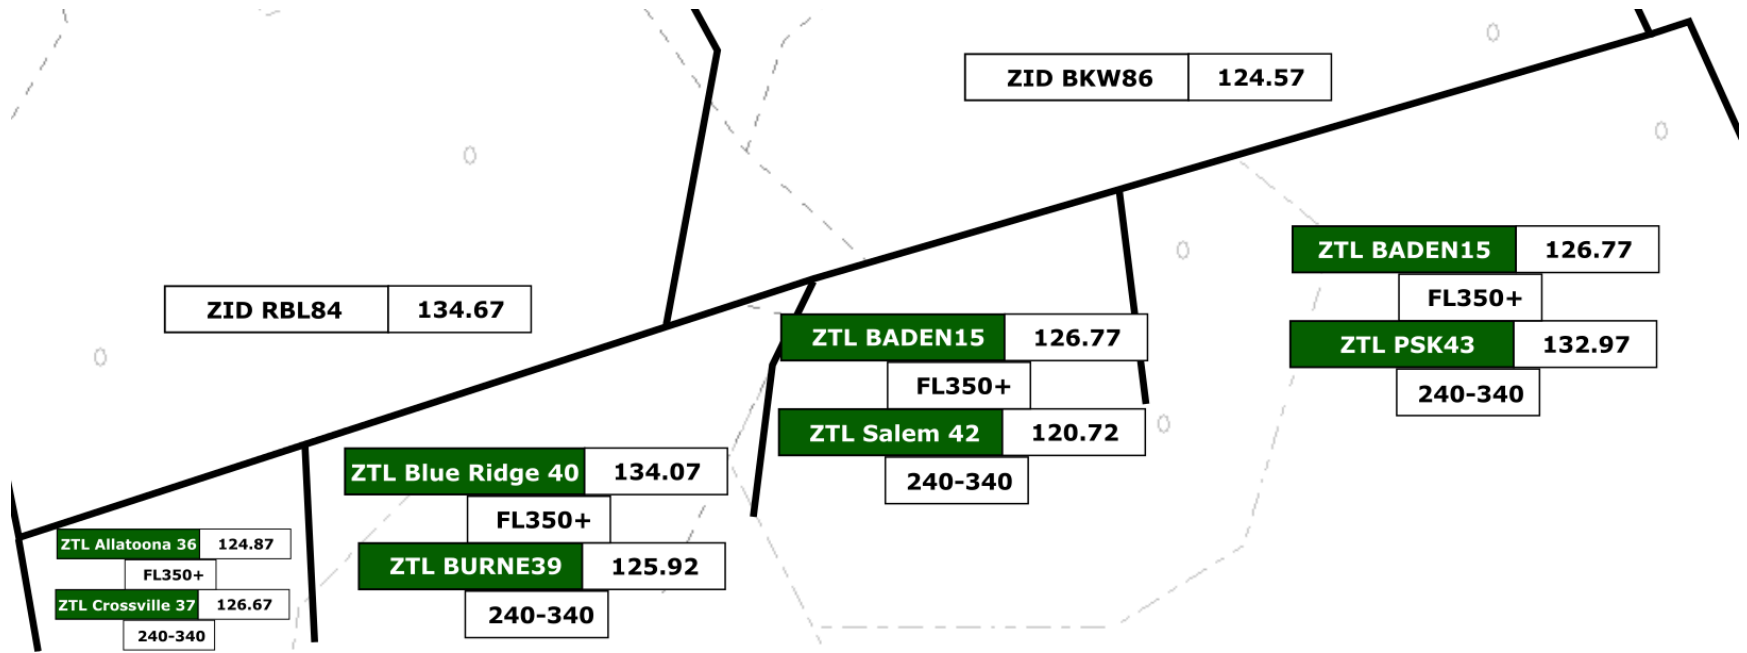 ZID BKW86 124.57
ZID RBL84 134.67
ZTL BADEN15 126.77
FL350+
ZTL PSK43 132.97
240-340
ZTL BADEN15 126.77
FL350+
ZTL Salem 42 120.72
240-340
ZTL Blue Ridge 40 134.07
FL350+
ZTL BURNE39 125.92
240-340
ZTL Allatoona 36 124.87
FL350+
ZTL Crossville 37 126.67
240-340